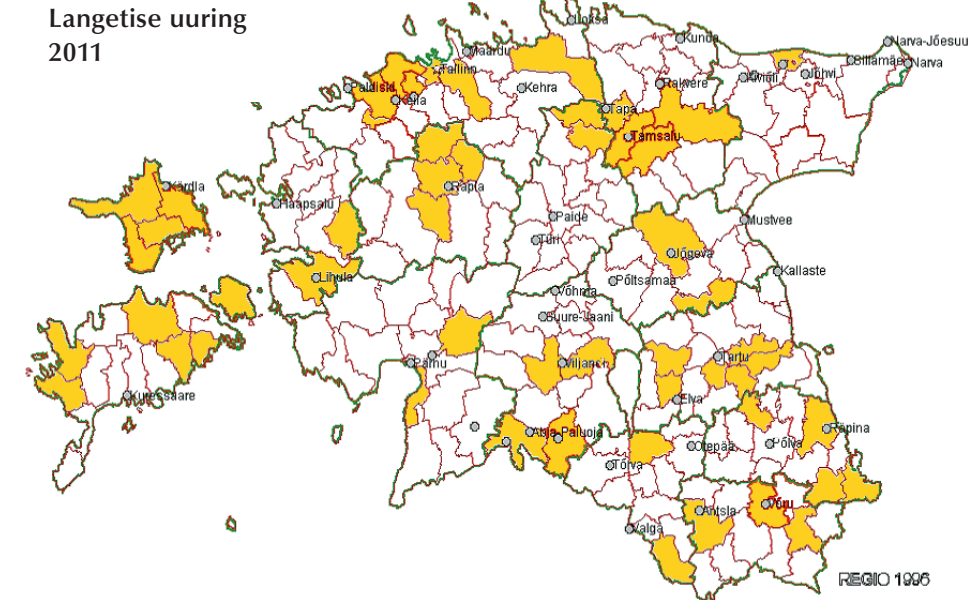 Langetise uuring
2011
Loksa
Kunda
Narva-Jõesuu
Maardu
Sillamäe
Narva
Tallinn
Jõhvi
Kiviõli
Paldiski
Kehra
Rakvere
Keila
Tapa
Tamsalu
Kärdla
Rapla
Haapsalu
Paide
Mustvee
Türi
Jõgeva
Kallaste
Lihula
Põltsamaa
Võhma
Suure-Jaani
Pärnu
Viljandi
Tartu
Kuressaare
Elva
Abja-Paluoja
Räpina
Otepää
Põlva
Tõrva
Antsla
Võru
Valga
REGIO 1996